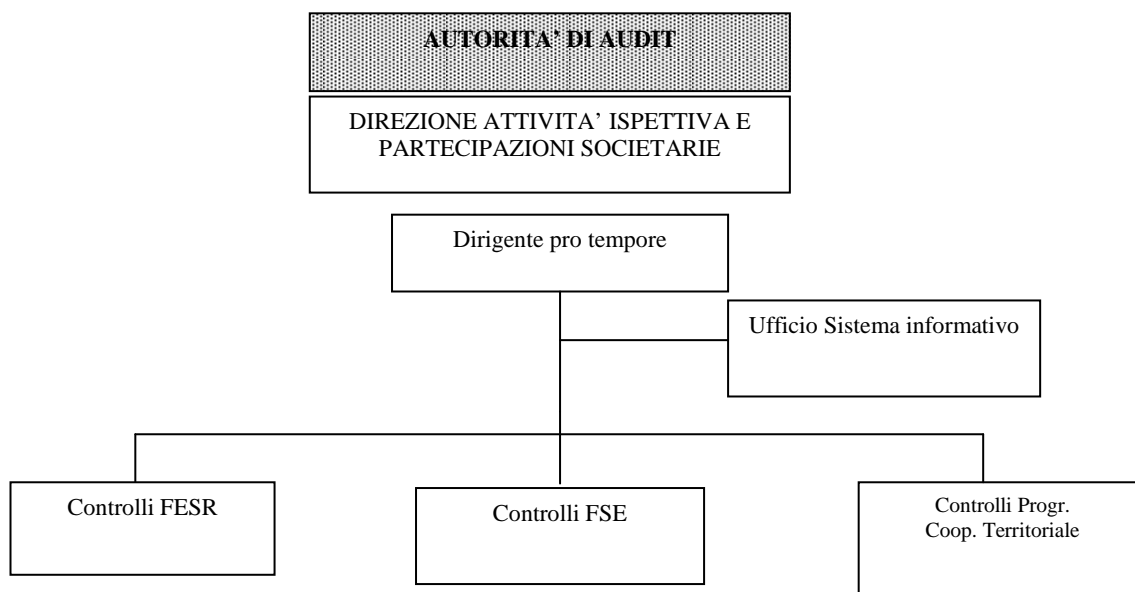 AUTORITA’ DI AUDIT
DIREZIONE ATTIVITA’ ISPETTIVA E
PARTECIPAZIONI SOCIETARIE
Dirigente pro tempore
Ufficio Sistema informativo
Controlli FESR
Controlli FSE
Controlli Progr.
Coop. Territoriale